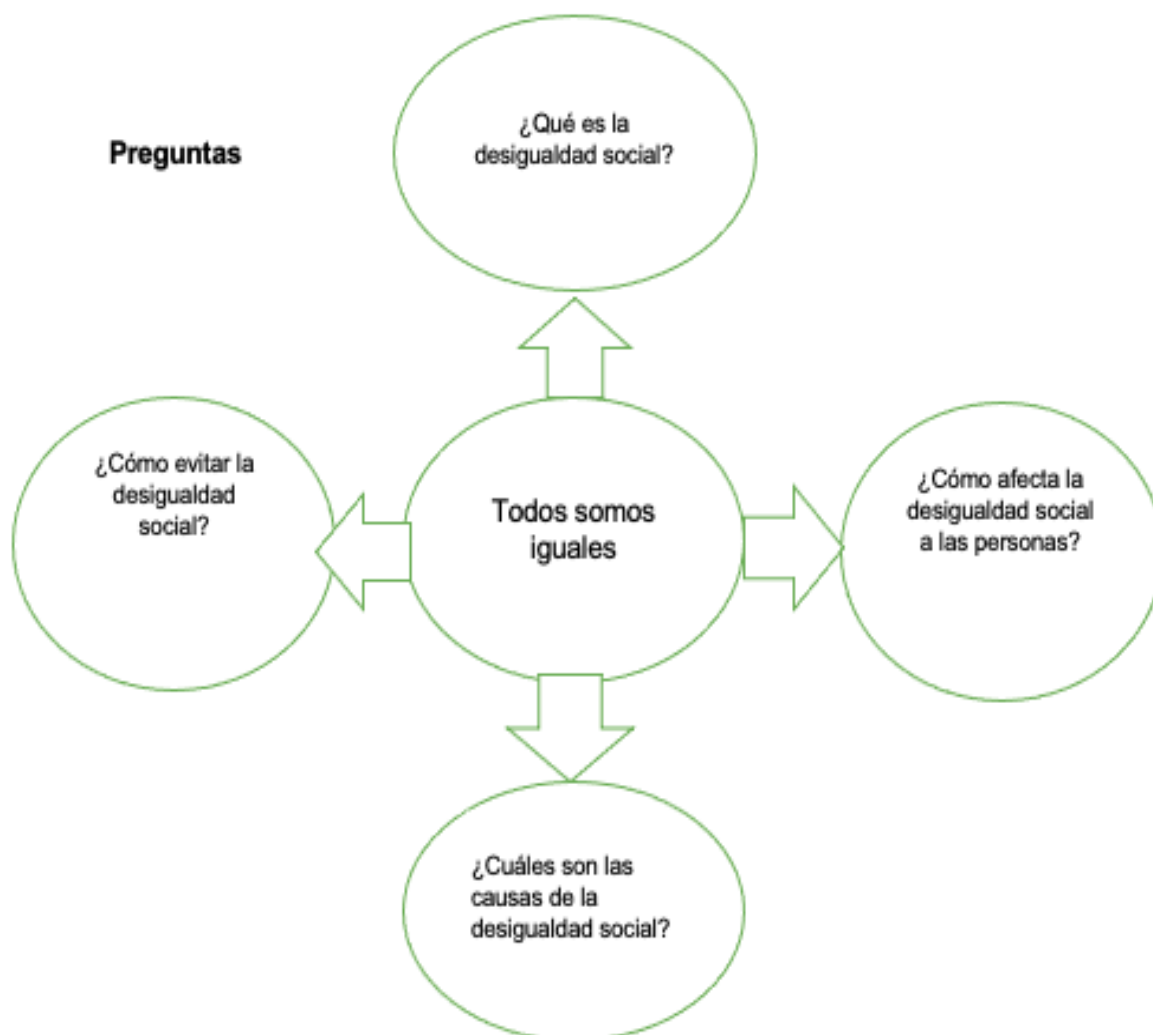 ¿Qué es la
desigualdad social?
Preguntas
¿Cómo evitar la
desigualdad
social?
Todos somos
iguales
¿Cómo afecta la
desigualdad social
a las personas?
¿Cuáles son las
causas de la
desigualdad social?